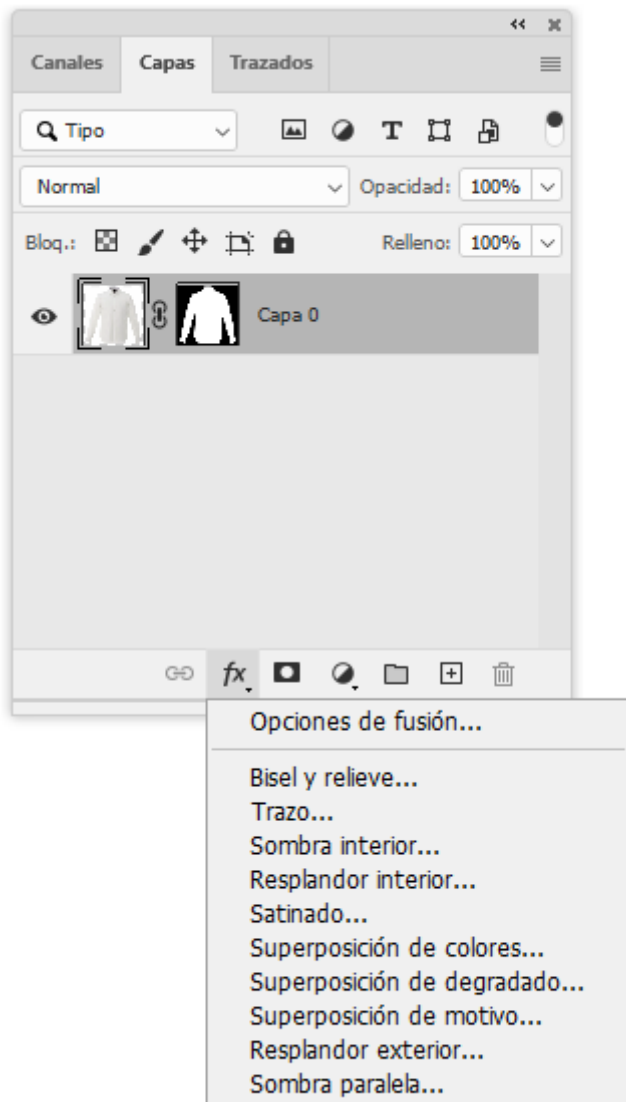 Canales Capas Trazados
Tipo T
Normal Opacidad: 100%
Bloq.: Relleno: 100%
Capa 0
fx
Opciones de fusión...
Bisel y relieve...
Trazo...
Sombra interior...
Resplandor interior...
Satinado...
Superposición de colores...
Superposición de degradado...
Superposición de motivo...
Resplandor exterior...
Sombra paralela...